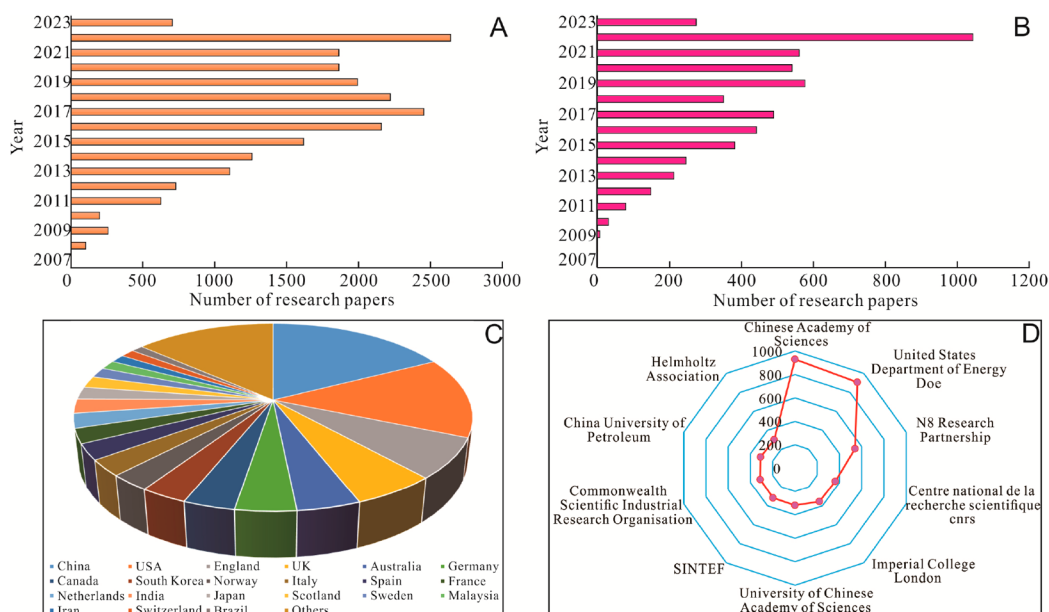 A
2023
2021
2019
2017
2015
2013
2011
2009
2007
Year
0 500 1000 1500 2000 2500 3000
Number of research papers
B
2023
2021
2019
2017
2015
2013
2011
2009
2007
Year
0 200 400 600 800 1000 1200
Number of research papers
C
China USA England UK Australia Germany
Canada South Korea Norway Italy Spain France
Netherlands India Japan Scotland Sweden Malaysia
Iran Switzerland Brazil Others
D
Chinese Academy of
Sciences
United States
Department of Energy
Doe
N8 Research
Partnership
Centre national de la
recherche scientifique
cnrs
Imperial College
London
University of Chinese
Academy of Sciences
SINTEF
Commonwealth
Scientific Industrial
Research Organisation
China University of
Petroleum
Helmholtz
Association
1000
800
600
400
200
0